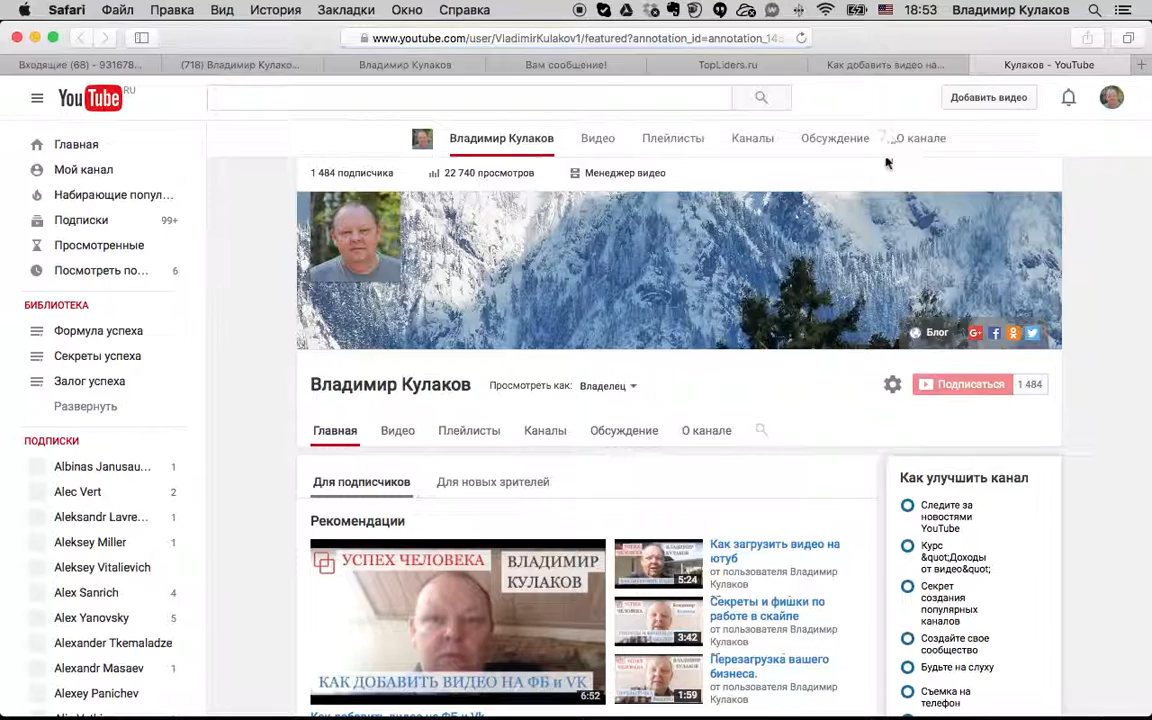 Safari Файл Правка Вид История Закладки Окно Справка 18:53 Владимир Кулаков
www.youtube.com/user/VladimirKulakov1/featured?annotation_id=annotation_14
Входящие (68) - 931678... (718) Владимир Кулако... Владимир Кулаков Вам сообщение! TopLiders.ru Как добавить видео на... Кулаков - YouTube
YouTube RU Добавить видео
Владимир Кулаков Видео Плейлисты Каналы Обсуждение О канале
1 484 подписчика 22 740 просмотров Менеджер видео
Главная
Мой канал
Набирающие попул...
Подписки 99+
Просмотренные
Посмотреть по... 6
БИБЛИОТЕКА
Формула успеха
Секреты успеха
Залог успеха
Развернуть
ПОДПИСКИ
Albinas Janusau... 1
Alec Vert 2
Aleksandr Lavre... 1
Aleksey Miller 1
Aleksey Vitalievich
Alex Sanrich 4
Alex Yanovsky 5
Alexander Tkemaladze
Alexandr Masaev 1
Alexey Panichev
Блог
Владимир Кулаков Просмотреть как: Владелец Подписаться 1 484
Главная Видео Плейлисты Каналы Обсуждение О канале
Для подписчиков Для новых зрителей
Рекомендации
УСПЕХ ЧЕЛОВЕКА ВЛАДИМИР
КУЛАКОВ
КАК ДОБАВИТЬ ВИДЕО НА ФБ и VK
6:52
Как добавить видео на ФБ и Vk
5:24
Как загрузить видео на
ютуб
от пользователя Владимир
Кулаков
3:42
Секреты и фишки по
работе в скайпе
от пользователя Владимир
Кулаков
1:59
Перезагрузка вашего
бизнеса.
от пользователя Владимир
Кулаков
Как улучшить канал
Следите за
новостями
YouTube
Курс
&quot;Доходы
от видео&quot;
Секрет
создания
популярных
каналов
Создайте свое
сообщество
Будьте на слуху
Съемка на
телефон